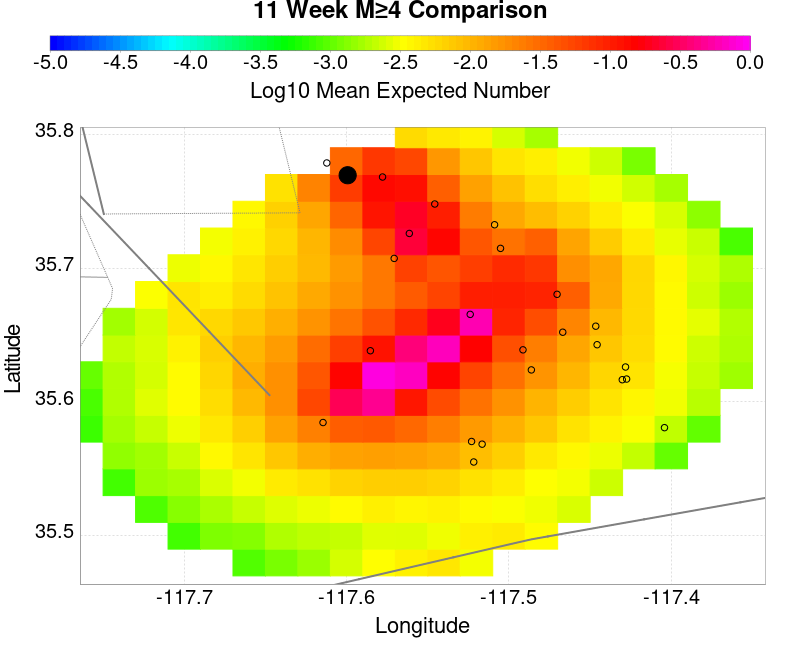 11 Week M≥4 Comparison
-5.0 -4.5 -4.0 -3.5 -3.0 -2.5 -2.0 -1.5 -1.0 -0.5 0.0
Log10 Mean Expected Number
35.8
35.7
Latitude
35.6
35.5
-117.7 -117.6 -117.5 -117.4
Longitude